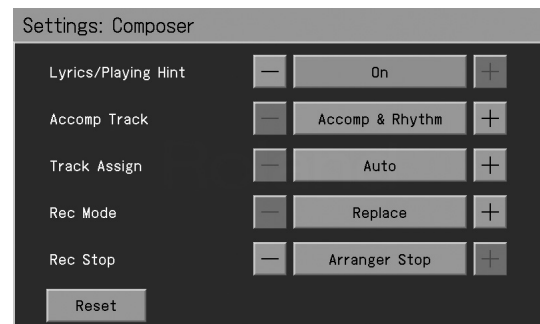 Settings: Composer
Lyrics/Playing Hint — On +
Accomp Track — Accomp & Rhythm +
Track Assign — Auto +
Rec Mode — Replace +
Rec Stop — Arranger Stop +
Reset